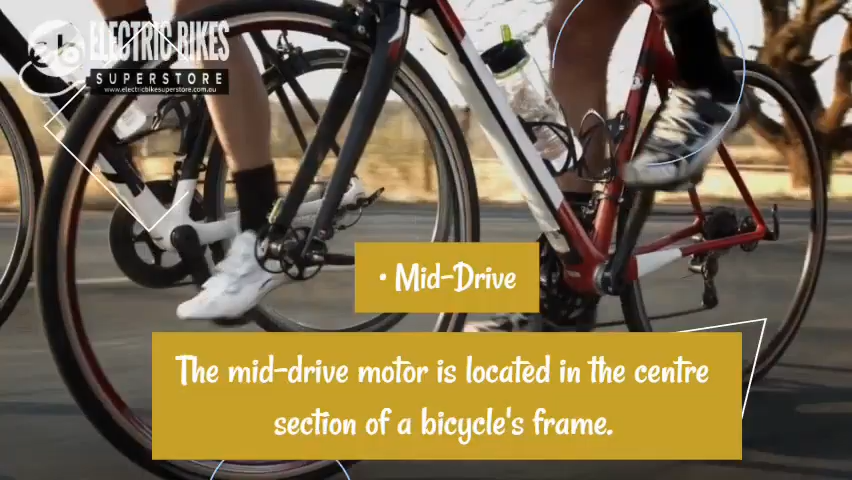 ELECTRIC BIKES
SUPERSTORE
www.electricbikesuperstore.com.au
• Mid-Drive
The mid-drive motor is located in the centre
section of a bicycle's frame.